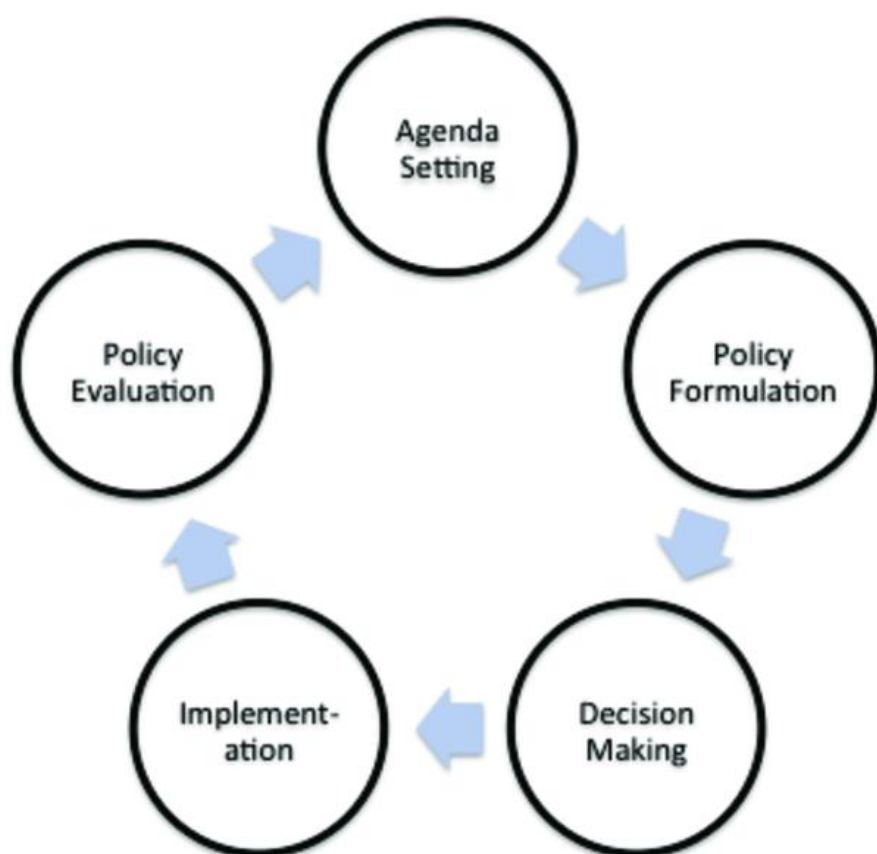 Agenda
Setting
Policy
Formulation
Decision
Making
Implement-
ation
Policy
Evaluation